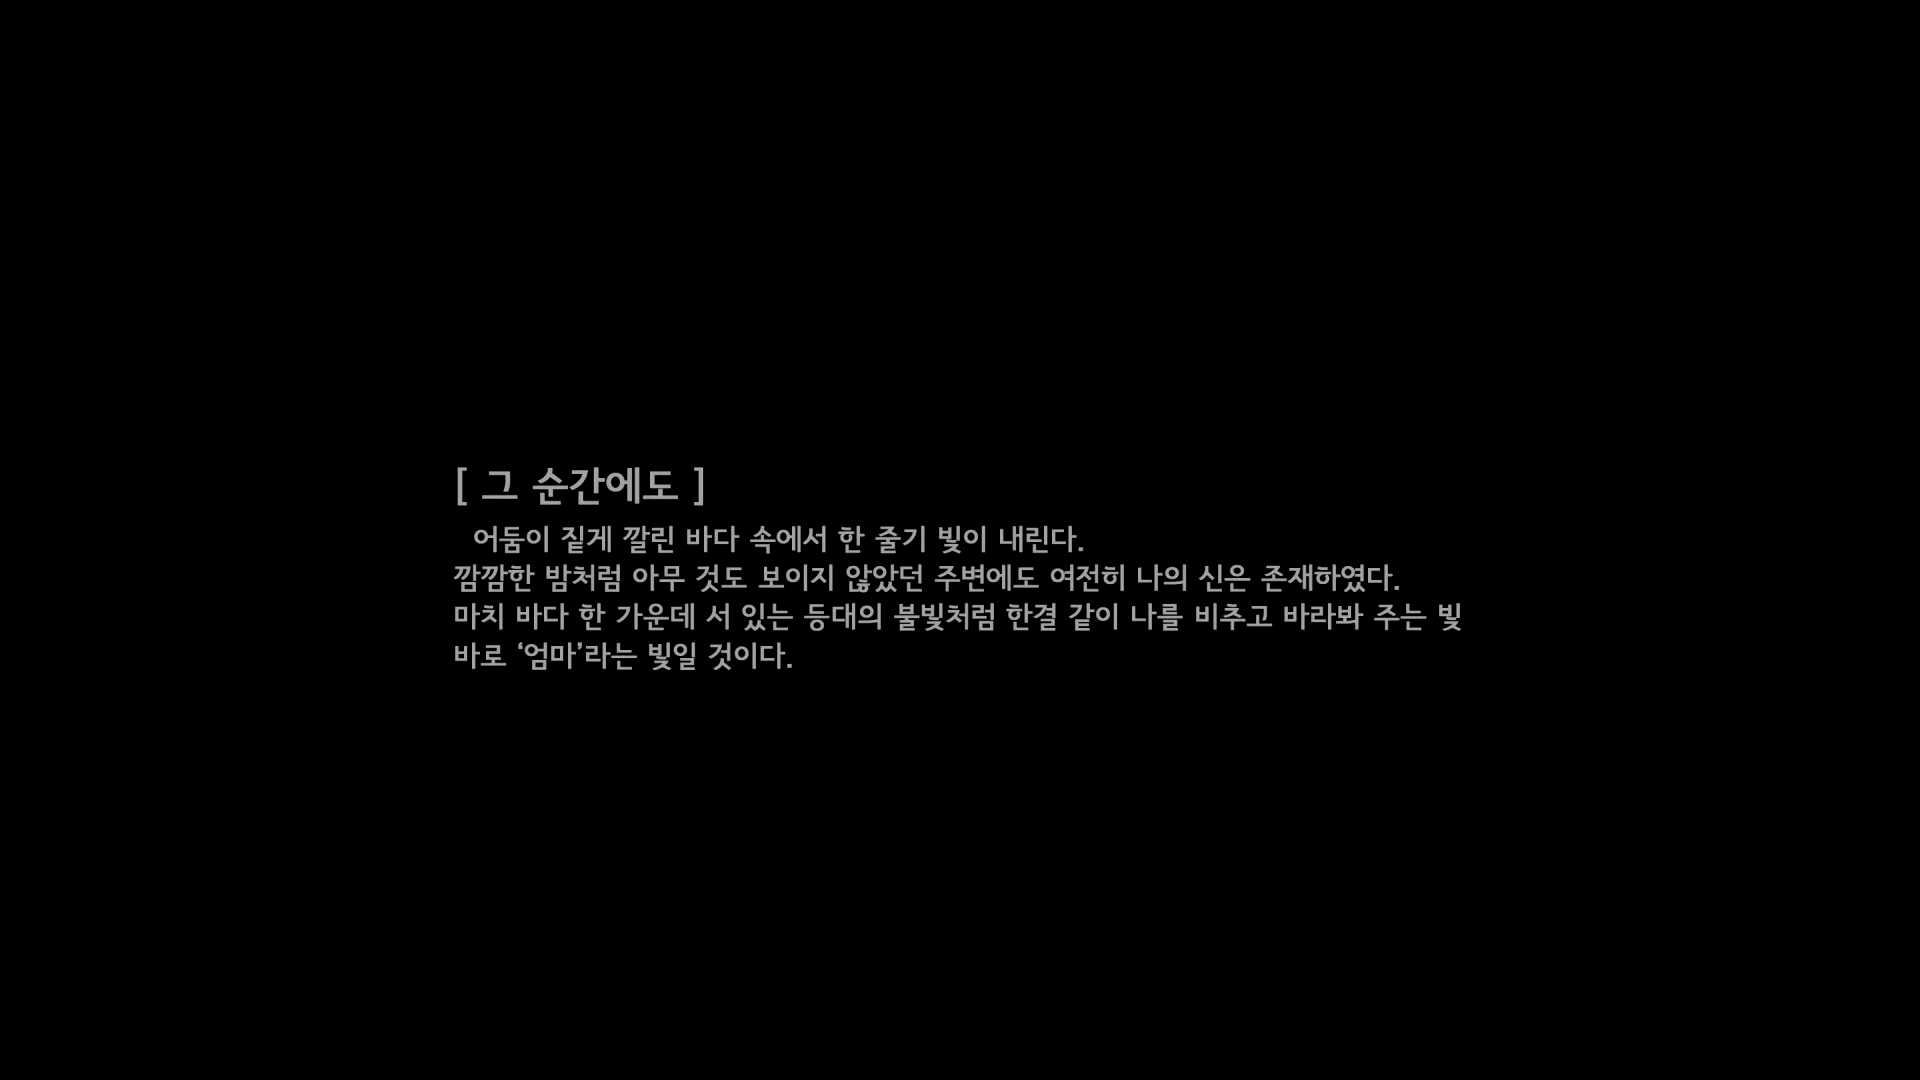 [ 그 순간에도 ]
어둠이 짙게 깔린 바다 속에서 한 줄기 빛이 내린다.
깜깜한 밤처럼 아무 것도 보이지 않았던 주변에도 여전히 나의 신은 존재하였다.
마치 바다 한 가운데 서 있는 등대의 불빛처럼 한결 같이 나를 비추고 바라봐 주는 빛
바로 ‘엄마’라는 빛일 것이다.